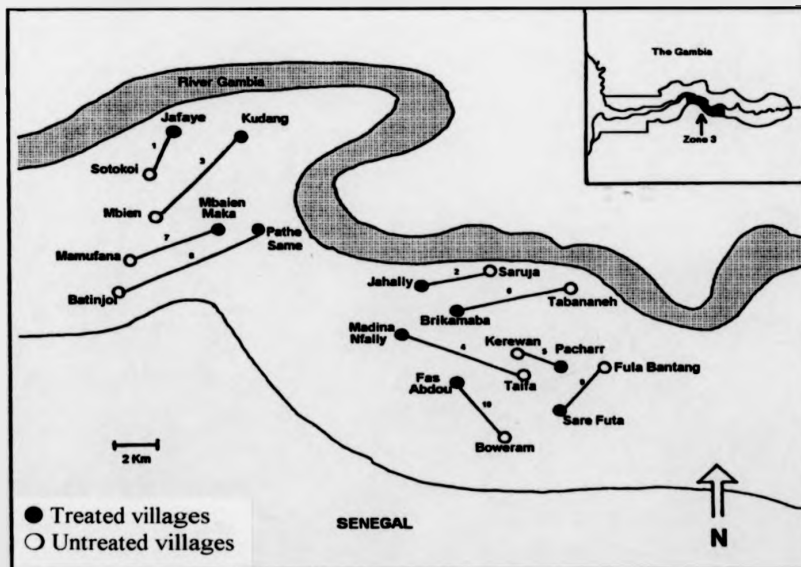 River Gambia
The Gambia
Zone 3
Jafaye
Kudang
1
3
Sotokoi
Mbien
Mbaien
Maka
7
Pathe
Same
Mamufana
8
Batinjol
Jahally
2
Saruja
6
Tabananeh
Brikamaba
Madina
Nfally
4
Kerewan
5
Pacharr
Fula Bantang
Taifa
9
Fas
Abdou
10
Sare Futa
Boweram
2 Km
Treated villages
Untreated villages
SENEGAL
N